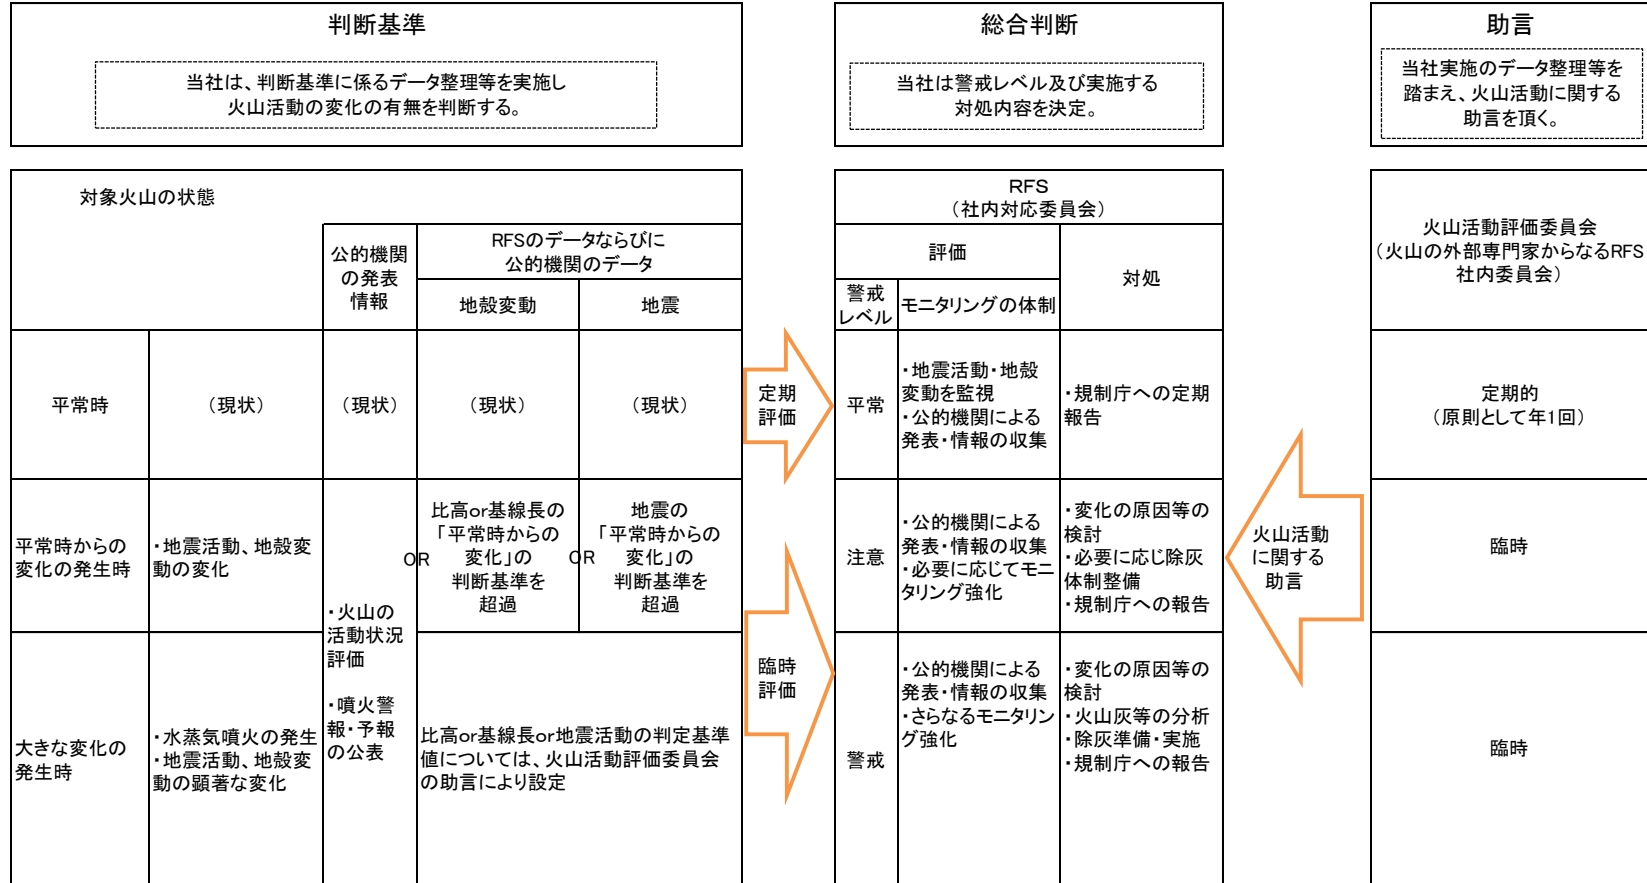 判断基準
当社は、判断基準に係るデータ整理等を実施し
火山活動の変化の有無を判断する。
総合判断
当社は警戒レベル及び実施する
対処内容を決定。
助言
当社実施のデータ整理等を
踏まえ、火山活動に関する
助言を頂く。
対象火山の状態
公的機関
の発表
情報
RFSのデータならびに
公的機関のデータ
地殻変動
地震
RFS
（社内対応委員会）
評価
対処
警戒
レベル
モニタリングの体制
火山活動評価委員会
（火山の外部専門家からなるRFS
社内委員会）
平常時
（現状）
（現状）
（現状）
（現状）
定期
評価
平常
・地震活動・地殻
変動を監視
・公的機関による
発表・情報の収集
・規制庁への定期
報告
定期的
（原則として年1回）
平常時からの
変化の発生時
・地震活動、地殻変
動の変化
・火山の
活動状況
評価
・噴火警
報・予報
の公表
OR
比高or基線長の
「平常時からの
変化」の
判断基準を
超過
OR
地震の
「平常時からの
変化」の
判断基準を
超過
注意
・公的機関による
発表・情報の収集
・必要に応じてモニ
タリング強化
・変化の原因等の
検討
・必要に応じ除灰
体制整備
・規制庁への報告
火山活動
に関する
助言
臨時
大きな変化の
発生時
・水蒸気噴火の発生
・地震活動、地殻変
動の顕著な変化
比高or基線長or地震活動の判定基準
値については、火山活動評価委員会
の助言により設定
臨時
評価
警戒
・公的機関による
発表・情報の収集
・さらなるモニタリン
グ強化
・変化の原因等の
検討
・火山灰等の分析
・除灰準備・実施
・規制庁への報告
臨時